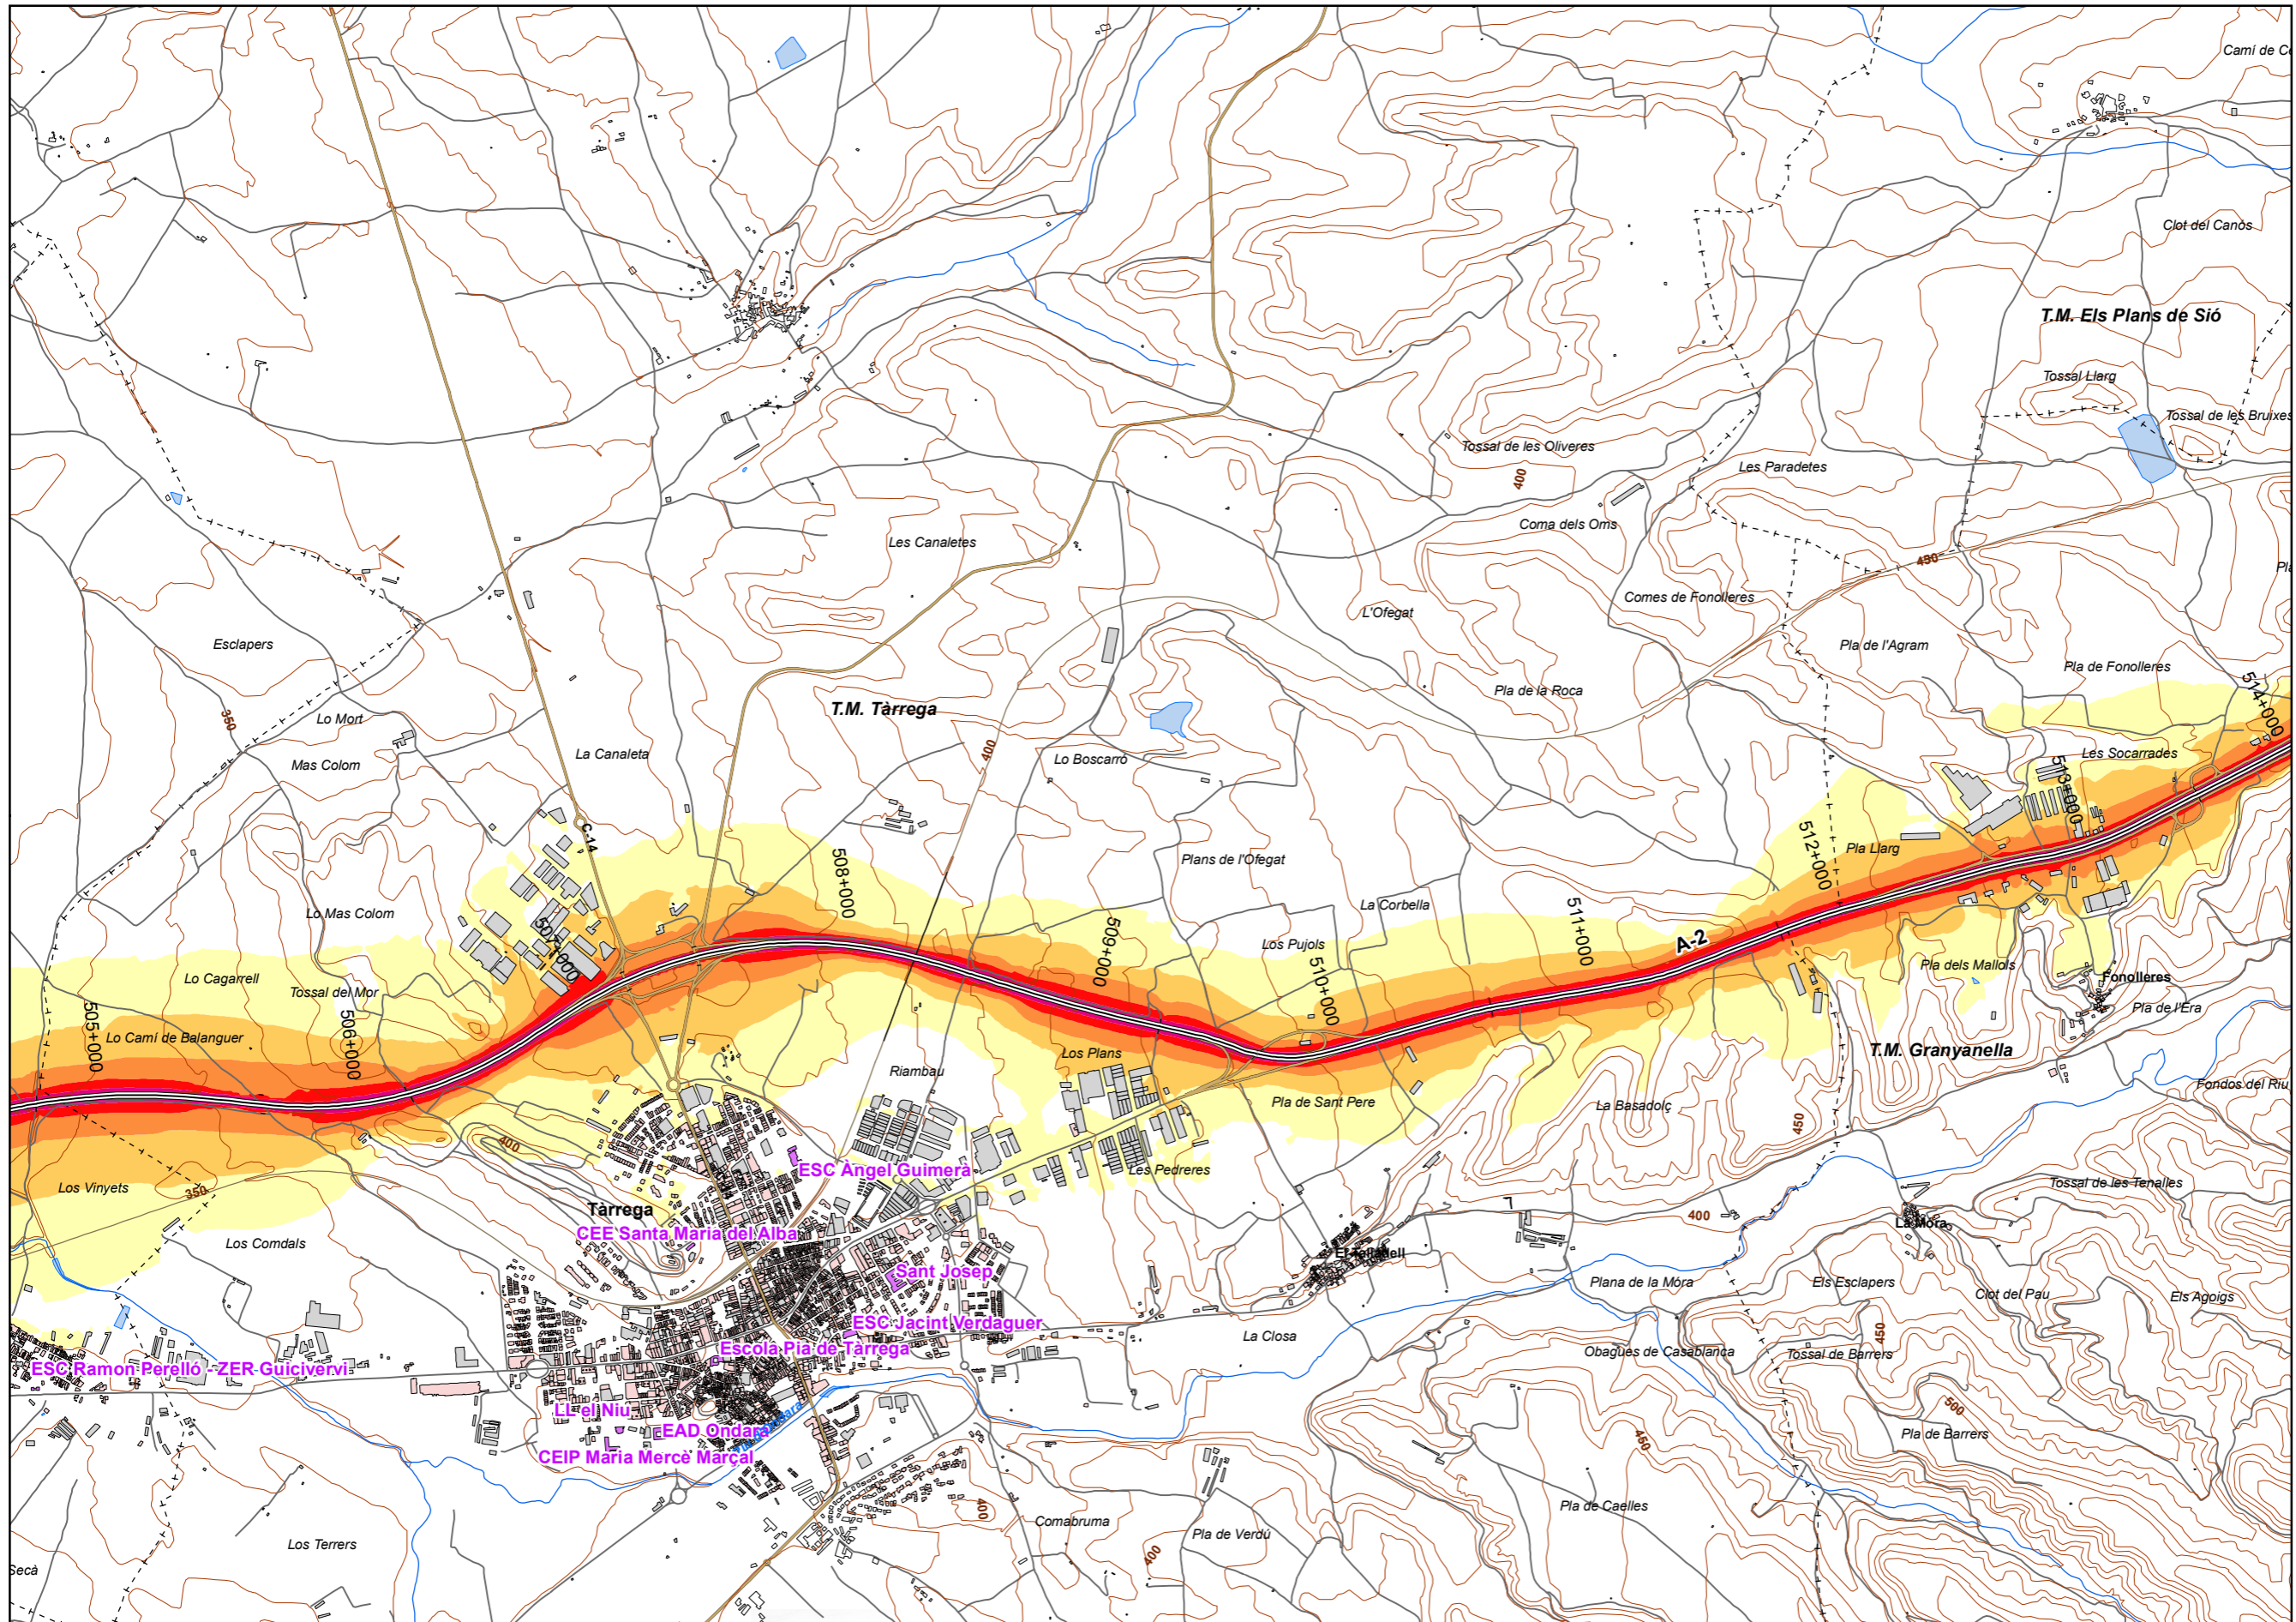 Camí de C
Clot del Canós
T.M. Els Plans de Sió
Tossal Llarg
Tossal de les Bruixes
Tossal de les Oliveres
400
Les Paradetes
Coma dels Oms
Les Canaletes
450
Comes de Fonolleres
L'Ofegat
Esclapers
Pla de l'Agram
Pla de Fonolleres
Pla de la Roca
514+000
350
Lo Mort
T.M. Tàrrega
400
La Canaleta
Lo Boscarró
Les Socarrades
Mas Colom
513+000
C-14
508+000
Plans de l'Ofegat
512+000
Pla Llarg
Lo Mas Colom
La Corbella
507+000
509+000
Los Pujols
511+000
A-2
Lo Cagarrell
Tossal del Mor
510+000
Pla dels Mallols
Fonolleres
Pla de l'Era
505+000
506+000
Lo Camí de Balanguer
Los Plans
T.M. Granyanella
Riambau
Fondos del Riu
Pla de Sant Pere
La Basadolç
450
400
ESC Àngel Guimerà
Les Pedreres
Los Vinyets
350
Tossal de les Tenalles
Tàrrega
400
La Móra
CEE Santa Maria del Alba
Los Comdals
El Talladell
Sant Josep
Plana de la Móra
Els Esclapers
Clot del Pau
Els Agoigs
ESC Jacint Verdaguer
La Closa
450
Escola Pia de Tàrrega
Obagues de Casablanca
Tossal de Barrers
ESC Ramon Perelló -ZER Guicivervi
LL el Niu
500
EAD Ondara
Pla de Barrers
450
CEIP Maria Mercè Marçal
400
Pla de Caelles
Comabruma
Pla de Verdú
Los Terrers
400
Secà